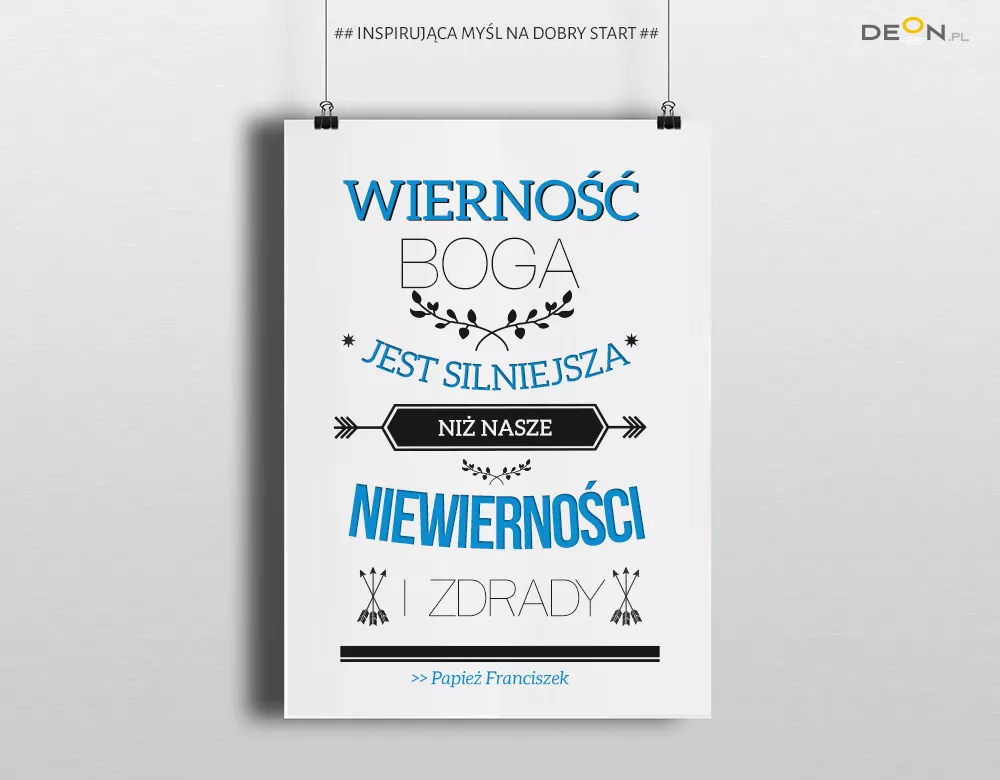 ## INSPIRUJĄCA MYŚL NA DOBRY START ##
DEON.PL
WIERNOŚĆ
BOGA
JEST SILNIEJSZA
NIŻ NASZE
NIEWIERNOŚCI
I ZDRADY
>> Papież Franciszek